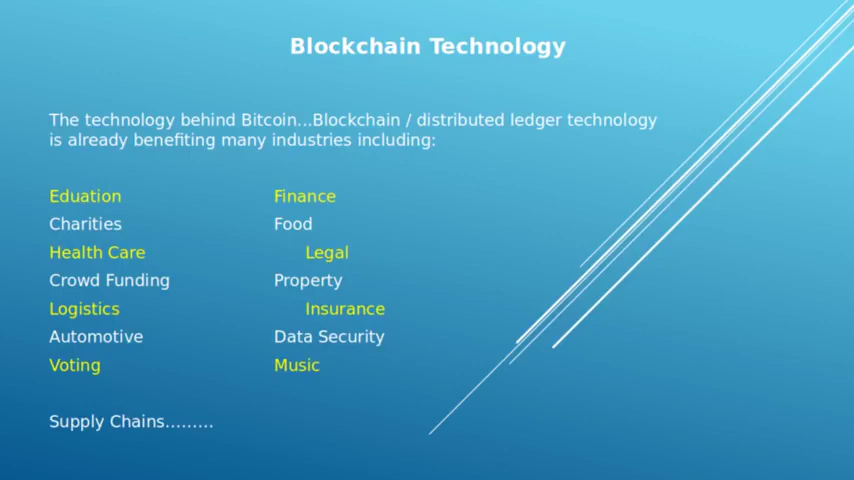 Blockchain Technology
The technology behind Bitcoin...Blockchain / distributed ledger technology
is already benefiting many industries including:
Eduation Finance
Charities Food
Health Care Legal
Crowd Funding Property
Logistics Insurance
Automotive Data Security
Voting Music
Supply Chains.........